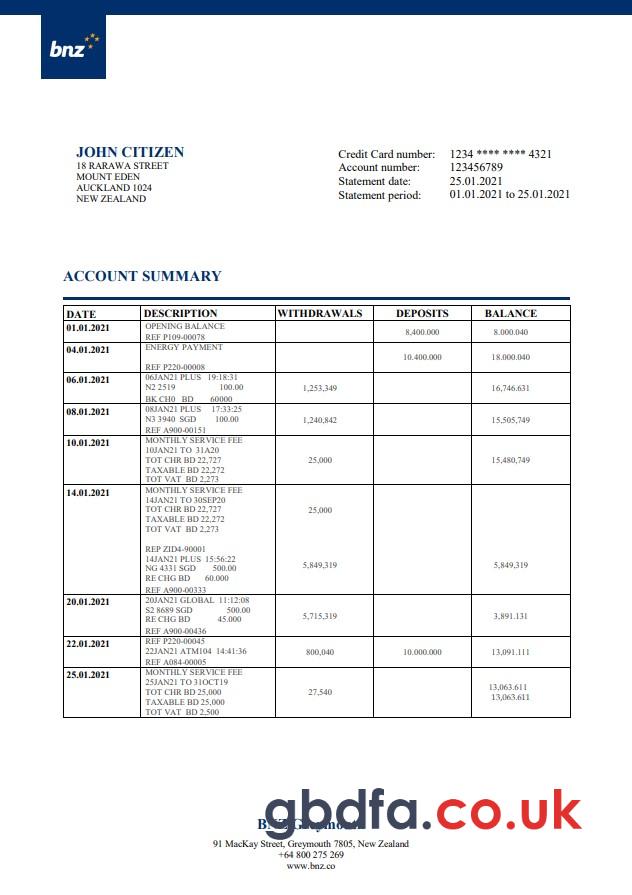 bnz
JOHN CITIZEN
18 RARAWA STREET
MOUNT EDEN
AUCKLAND 1024
NEW ZEALAND
Credit Card number: 1234 **** **** 4321
Account number: 123456789
Statement date: 25.01.2021
Statement period: 01.01.2021 to 25.01.2021
ACCOUNT SUMMARY
DATE DESCRIPTION WITHDRAWALS DEPOSITS BALANCE
01.01.2021 OPENING BALANCE
REF P109-00078 8,400.000 8.000.040
04.01.2021 ENERGY PAYMENT
10.400.000 18.000.040
REF P220-00008
06.01.2021 06JAN21 PLUS 19:18:31
N2 2519 100.00 1,253,349 16,746.631
BK CH0 BD 60000
08.01.2021 08JAN21 PLUS 17:33:25
N3 3940 SGD 100.00 1,240,842 15,505,749
REF A900-00151
10.01.2021 MONTHLY SERVICE FEE
10JAN21 TO 31A20
TOT CHR BD 22,727 25,000 15,480,749
TAXABLE BD 22,272
TOT VAT BD 2,273
14.01.2021 MONTHLY SERVICE FEE
14JAN21 TO 30SEP20
TOT CHR BD 22,727 25,000
TAXABLE BD 22,272
TOT VAT BD 2,273
REP ZID4-90001
14JAN21 PLUS 15:56:22
NG 4331 SGD 500.00 5,849,319 5,849,319
RE CHG BD 60.000
REF A900-00333
20.01.2021 20JAN21 GLOBAL 11:12:08
S2 8689 SGD 500.00 5,715,319 3,891.131
RE CHG BD 45.000
REF A900-00436
22.01.2021 REF P220-00045
22JAN21 ATM104 14:41:36 800,040 10.000.000 13,091.111
REF A084-00005
25.01.2021 MONTHLY SERVICE FEE
25JAN21 TO 31OCT19
TOT CHR BD 25,000 27,540 13,063.611
TAXABLE BD 25,000 13,063.611
TOT VAT BD 2,500
gbdfa.co.uk
BNZ Greymouth
91 MacKay Street, Greymouth 7805, New Zealand
+64 800 275 269
www.bnz.co